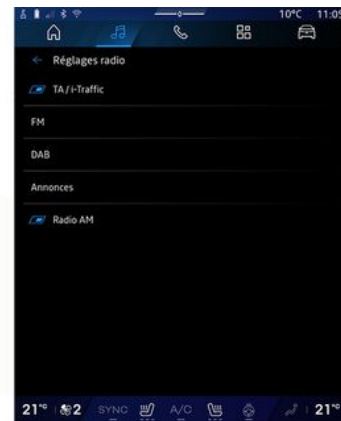 10°C 11:05
Réglages radio
TA / i-Traffic
FM
DAB
Annonces
Radio AM
21°C 2 SYNC A/C 21°C